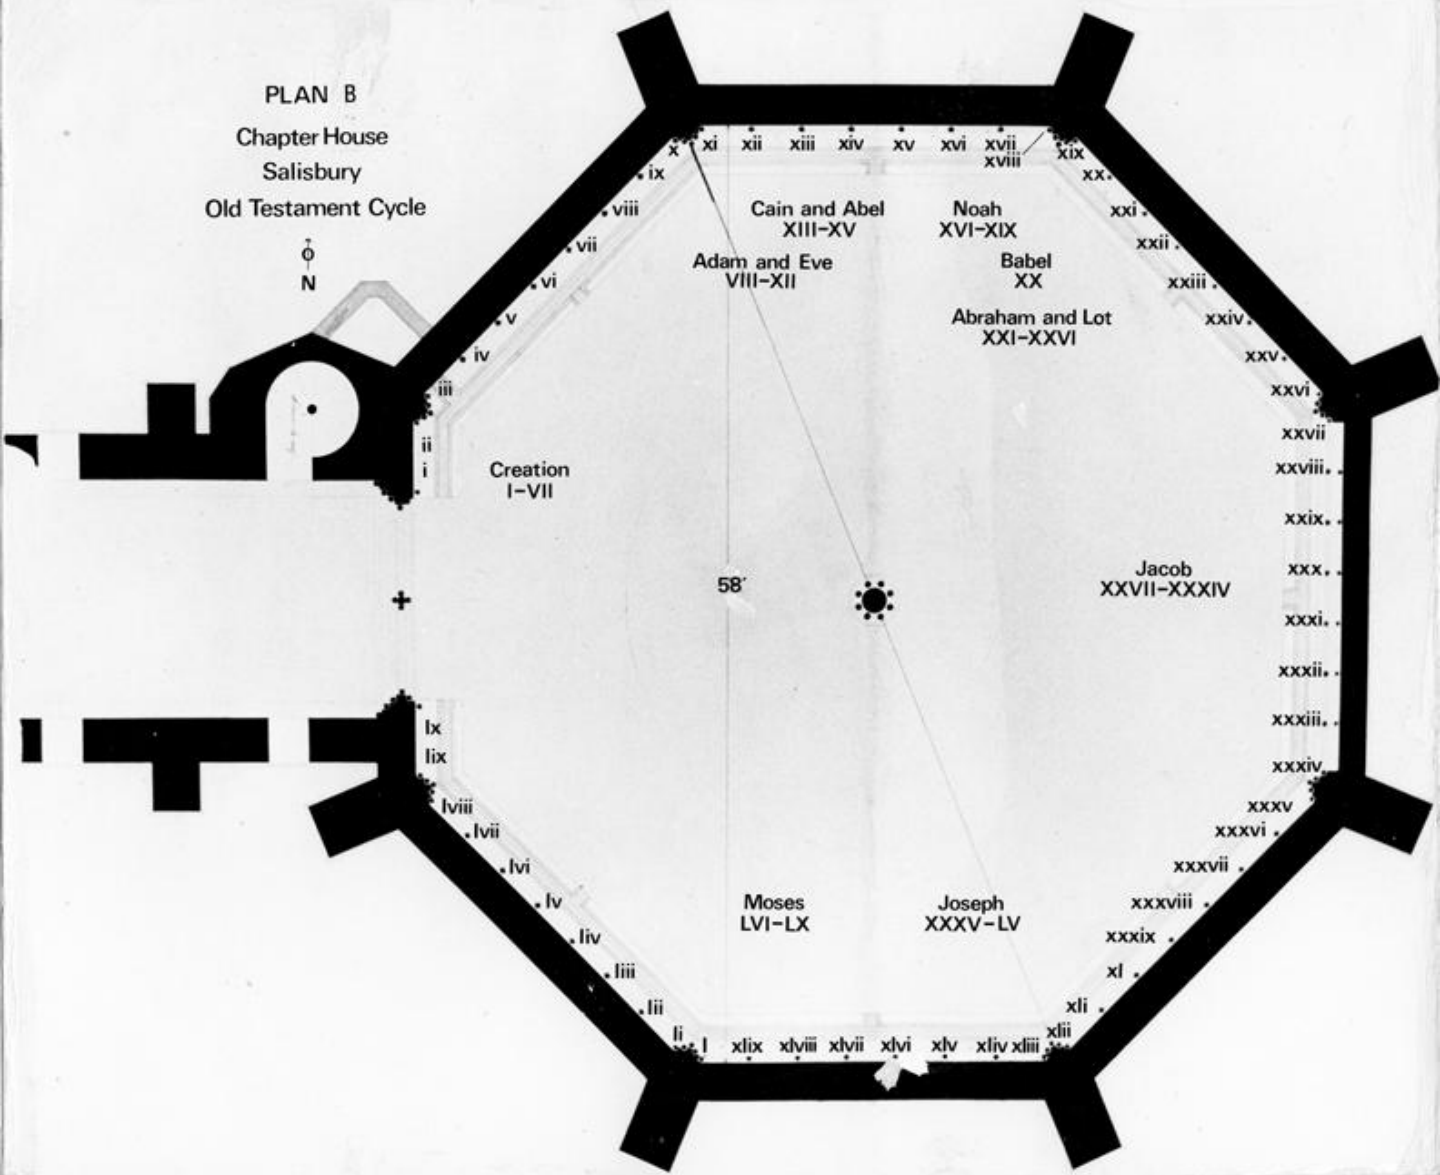 PLAN B
Chapter House
Salisbury
Old Testament Cycle
N
xi xii xiii xiv xv xvi xvii
xviii
x
xix
ix
xx
viii
xxi
vii
xxii
vi
xxiii
v
xxiv
iv
xxv
iii
xxvi
ii
xxvii
i
xxviii
xxix
xxx
xxxi
xxxii
xxxiii
xxxiv
Cain and Abel
XIII-XV
Noah
XVI-XIX
Adam and Eve
VIII-XII
Babel
XX
Abraham and Lot
XXI-XXVI
Creation
I-VII
58'
Jacob
XXVII-XXXIV
lx
lix
lviii
xxxv
lvii
xxxvi
lvi
xxxvii
lv
xxxviii
liv
xxxix
liii
xl
lii
xli
li
xlii
Moses
LVI-LX
Joseph
XXXV-LV
l xlix xlviii xlvii xlvi xlv xliv xliii